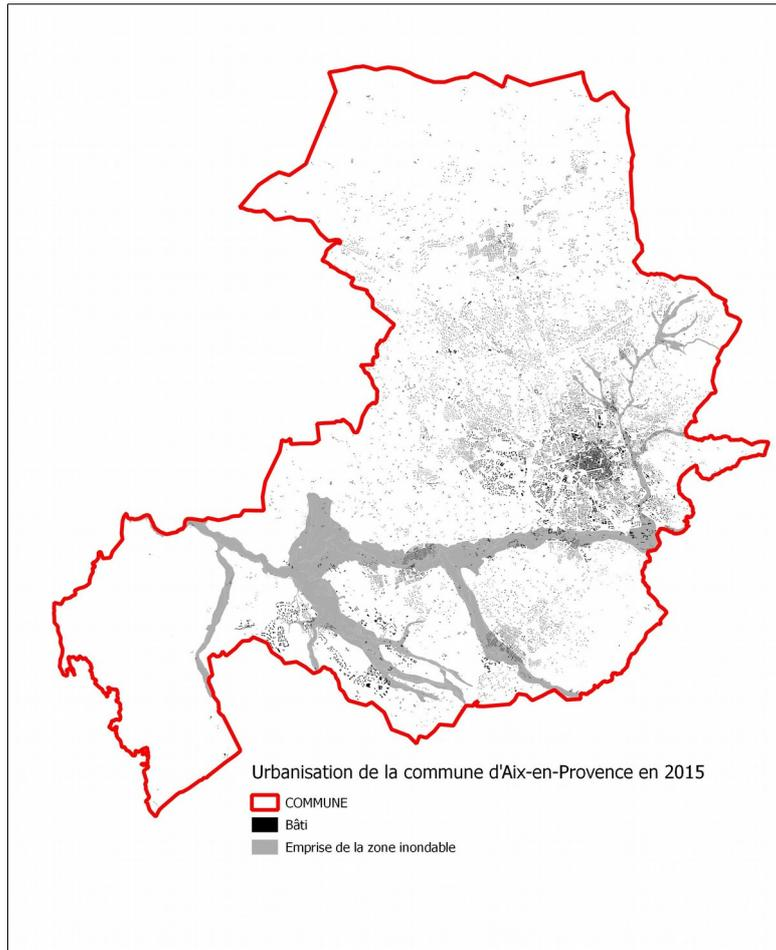 Urbanisation de la commune d'Aix-en-Provence en 2015
COMMUNE
Bâti
Emprise de la zone inondable